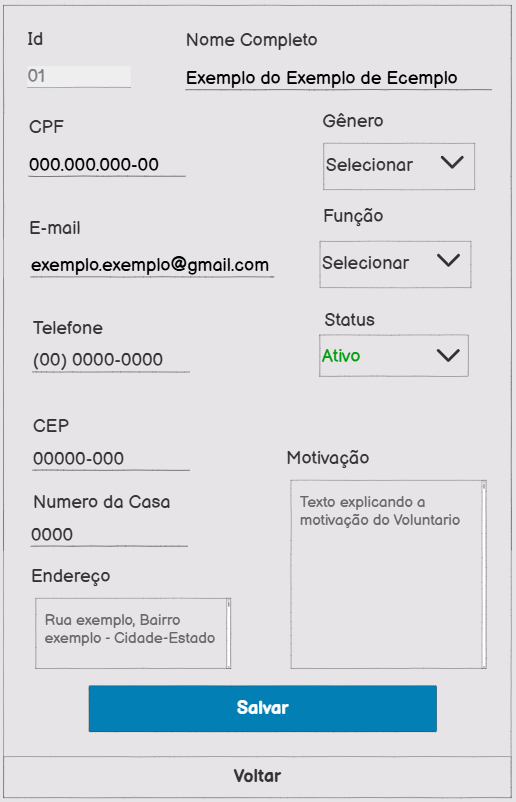 Id
Nome Completo
01
Exemplo do Exemplo de Ecemplo
CPF
Gênero
000.000.000-00
Selecionar
E-mail
Função
exemplo.exemplo@gmail.com
Selecionar
Telefone
Status
(00) 0000-0000
Ativo
CEP
00000-000
Motivação
Numero da Casa
Texto explicando a
motivação do Voluntario
0000
Endereço
Rua exemplo, Bairro
exemplo - Cidade-Estado
Salvar
Voltar